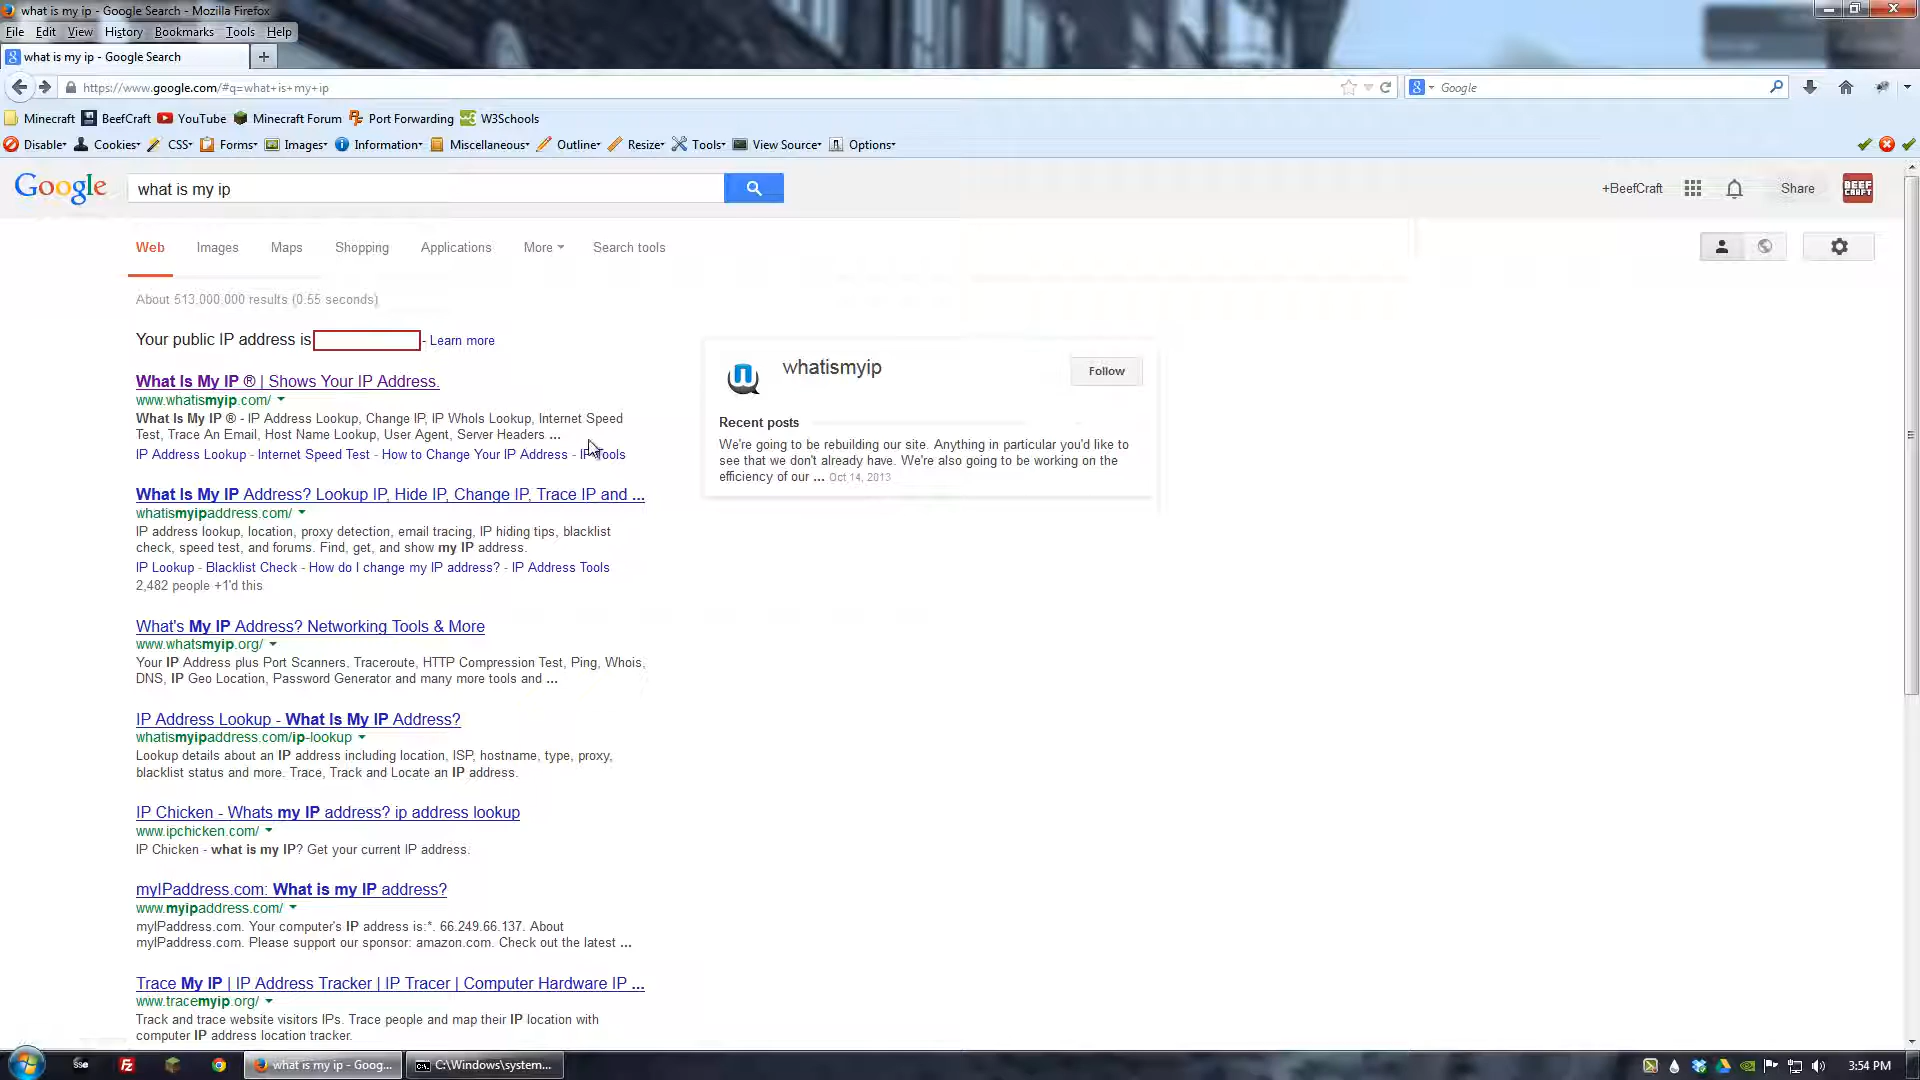 what is my ip - Google Search - Mozilla Firefox
File Edit View History Bookmarks Tools Help
what is my ip - Google Search
https://www.google.com/#q=what+is+my+ip
Google
Minecraft BeefCraft YouTube Minecraft Forum Port Forwarding W3Schools
Disable Cookies CSS Forms Images Information Miscellaneous Outline Resize Tools View Source Options
Google what is my ip +BeefCraft Share BEEF CRAFT
Web Images Maps Shopping Applications More Search tools
About 513,000,000 results (0.55 seconds)
Your public IP address is - Learn more
What Is My IP ® | Shows Your IP Address.
www.whatismyip.com/
What Is My IP ® - IP Address Lookup, Change IP, IP WhoIs Lookup, Internet Speed
Test, Trace An Email, Host Name Lookup, User Agent, Server Headers ...
IP Address Lookup - Internet Speed Test - How to Change Your IP Address - IP Tools
whatismyip
Follow
Recent posts
We're going to be rebuilding our site. Anything in particular you'd like to
see that we don't already have. We're also going to be working on the
efficiency of our ... Oct 14, 2013
What Is My IP Address? Lookup IP, Hide IP, Change IP, Trace IP and ...
whatismyipaddress.com/
IP address lookup, location, proxy detection, email tracing, IP hiding tips, blacklist
check, speed test, and forums. Find, get, and show my IP address.
IP Lookup - Blacklist Check - How do I change my IP address? - IP Address Tools
2,482 people +1'd this
What's My IP Address? Networking Tools & More
www.whatsmyip.org/
Your IP Address plus Port Scanners, Traceroute, HTTP Compression Test, Ping, Whois,
DNS, IP Geo Location, Password Generator and many more tools and ...
IP Address Lookup - What Is My IP Address?
whatismyipaddress.com/ip-lookup
Lookup details about an IP address including location, ISP, hostname, type, proxy,
blacklist status and more. Trace, Track and Locate an IP address.
IP Chicken - Whats my IP address? ip address lookup
www.ipchicken.com/
IP Chicken - what is my IP? Get your current IP address.
myIPaddress.com: What is my IP address?
www.myipaddress.com/
myIPaddress.com. Your computer's IP address is:*. 66.249.66.137. About
myIPaddress.com. Please support our sponsor: amazon.com. Check out the latest ...
Trace My IP | IP Address Tracker | IP Tracer | Computer Hardware IP ...
www.tracemyip.org/
Track and trace website visitors IPs. Trace people and map their IP location with
computer IP address location tracker.
what is my ip - Goog... C:\Windows\system... 3:54 PM